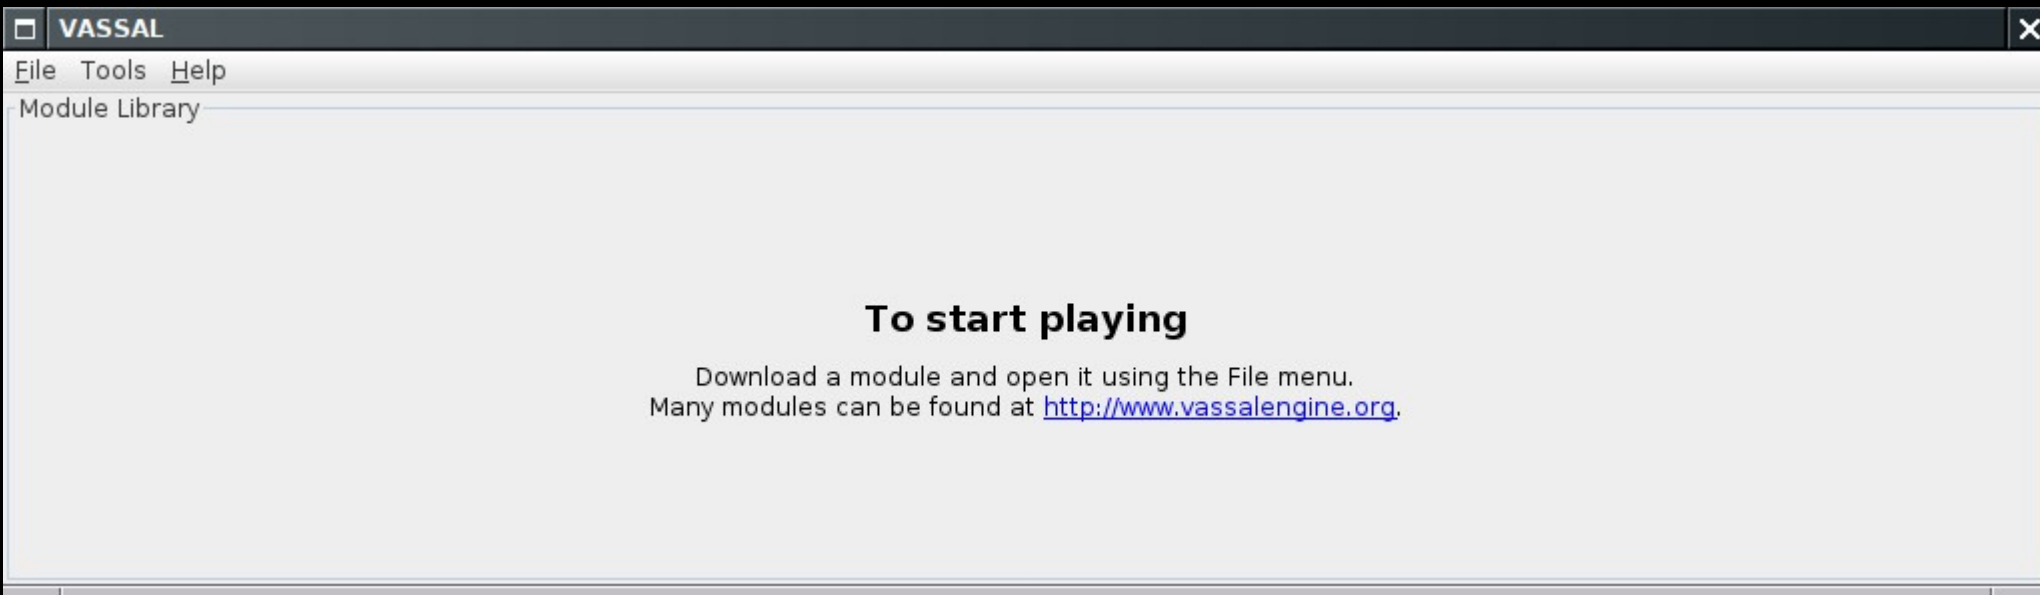 VASSAL
File Tools Help
Module Library
To start playing
Download a module and open it using the File menu.
Many modules can be found at http://www.vassalengine.org.